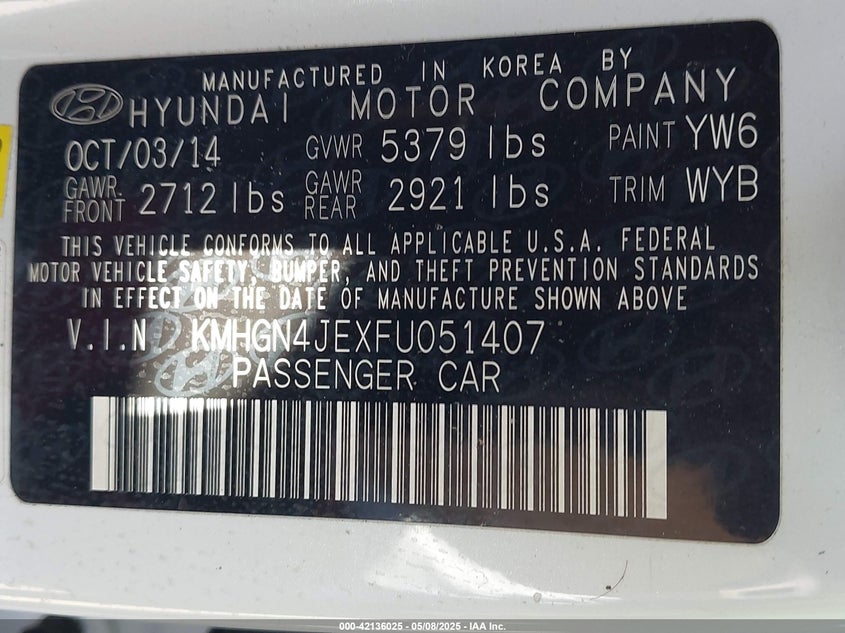 MANUFACTURED IN KOREA BY
HYUNDAI MOTOR COMPANY
OCT/03/14 GVWR 5379 lbs PAINT YW6
GAWR FRONT 2712 lbs GAWR REAR 2921 lbs TRIM WYB
THIS VEHICLE CONFORMS TO ALL APPLICABLE U.S.A. FEDERAL
MOTOR VEHICLE SAFETY, BUMPER, AND THEFT PREVENTION STANDARDS
IN EFFECT ON THE DATE OF MANUFACTURE SHOWN ABOVE
V.I.N KMHGN4JEXFU051407
PASSENGER CAR
000-42136025 - 05/08/2025 - IAA Inc.